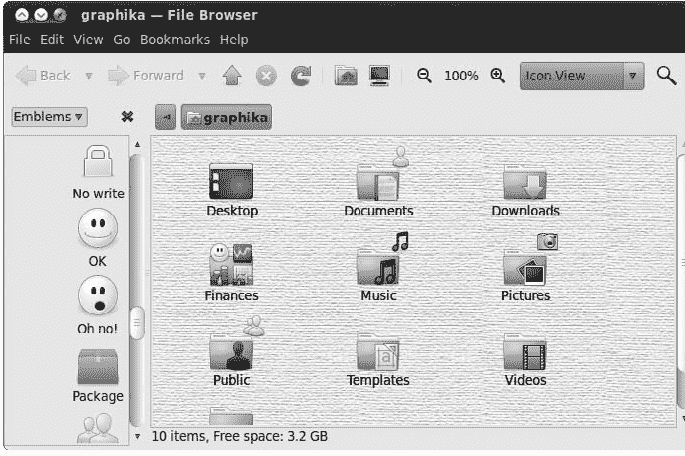 graphika — File Browser
File Edit View Go Bookmarks Help
Back Forward 100% Icon View
Emblems graphika
No write
OK
Oh no!
Package
Desktop Documents Downloads
Finances Music Pictures
Public Templates Videos
10 items, Free space: 3.2 GB